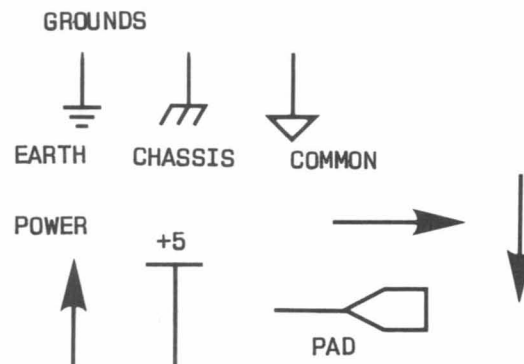 GROUNDS
EARTH CHASSIS COMMON
POWER
+5
PAD